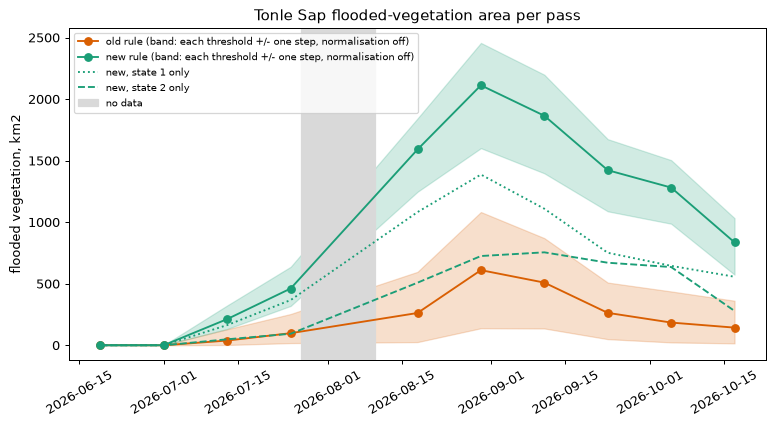 Tonle Sap flooded-vegetation area per pass
old rule (band: each threshold +/- one step, normalisation off)
new rule (band: each threshold +/- one step, normalisation off)
new, state 1 only
new, state 2 only
no data
flooded vegetation, km2
2500
2000
1500
1000
500
0
2026-06-15
2026-07-01
2026-07-15
2026-08-01
2026-08-15
2026-09-01
2026-09-15
2026-10-01
2026-10-15